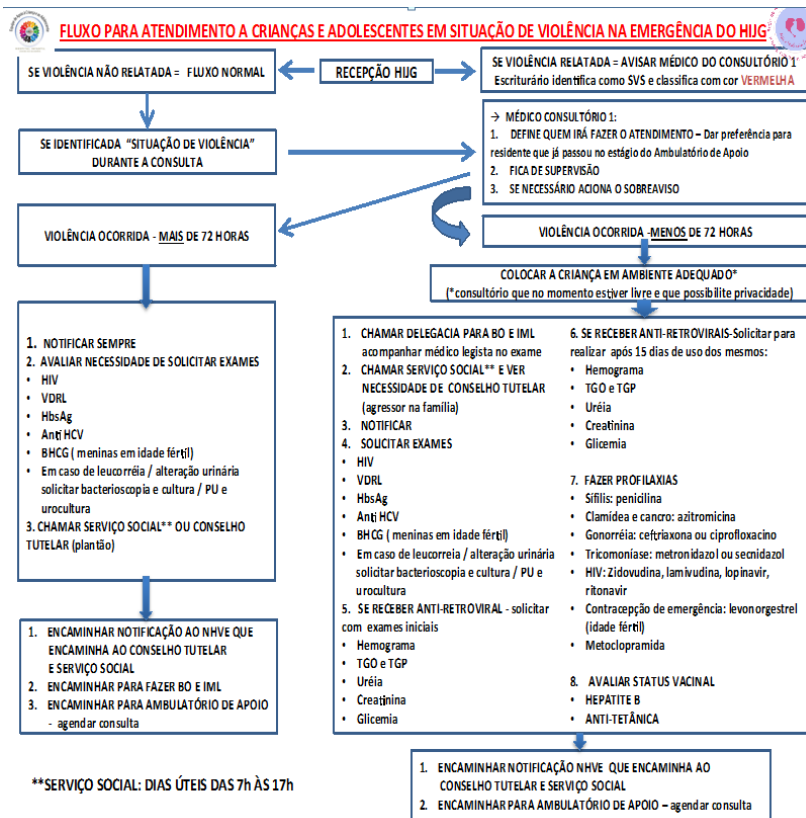 FLUXO PARA ATENDIMENTO A CRIANÇAS E ADOLESCENTES EM SITUAÇÃO DE VIOLÊNCIA NA EMERGÊNCIA DO HIJG
SE VIOLÊNCIA NÃO RELATADA = FLUXO NORMAL
RECEPÇÃO HIJG
SE VIOLÊNCIA RELATADA = AVISAR MÉDICO DO CONSULTÓRIO 1
Escriturário identifica como SVS e classifica com cor VERMELHA
SE IDENTIFICADA "SITUAÇÃO DE VIOLÊNCIA"
DURANTE A CONSULTA
→ MÉDICO CONSULTÓRIO 1:
1. DEFINE QUEM IRÁ FAZER O ATENDIMENTO – Dar preferência para
residente que já passou no estágio do Ambulatório de Apoio
2. FICA DE SUPERVISÃO
3. SE NECESSÁRIO ACIONA O SOBREAVISO
VIOLÊNCIA OCORRIDA - MAIS DE 72 HORAS
VIOLÊNCIA OCORRIDA -MENOS DE 72 HORAS
COLOCAR A CRIANÇA EM AMBIENTE ADEQUADO*
(*consultório que no momento estiver livre e que possibilite privacidade)
1. NOTIFICAR SEMPRE
2. AVALIAR NECESSIDADE DE SOLICITAR EXAMES
• HIV
• VDRL
• HbsAg
• Anti HCV
• BHCG ( meninas em idade fértil)
• Em caso de leucorréia / alteração urinária
solicitar bacterioscopia e cultura / PU e
urocultura
3. CHAMAR SERVIÇO SOCIAL** OU CONSELHO
TUTELAR (plantão)
1. CHAMAR DELEGACIA PARA BO E IML
acompanhar médico legista no exame
2. CHAMAR SERVIÇO SOCIAL** E VER
NECESSIDADE DE CONSELHO TUTELAR
(agressor na família)
3. NOTIFICAR
4. SOLICITAR EXAMES
• HIV
• VDRL
• HbsAg
• Anti HCV
• BHCG ( meninas em idade fértil)
• Em caso de leucorreia / alteração urinária
solicitar bacterioscopia e cultura / PU e
urocultura
5. SE RECEBER ANTI-RETROVIRAL - solicitar
com exames iniciais
• Hemograma
• TGO e TGP
• Uréia
• Creatinina
• Glicemia
6. SE RECEBER ANTI-RETROVIRAIS-Solicitar para
realizar após 15 dias de uso dos mesmos:
• Hemograma
• TGO e TGP
• Uréia
• Creatinina
• Glicemia
7. FAZER PROFILAXIAS
• Sífilis: penicilina
• Clamídea e cancro: azitromicina
• Gonorréia: ceftriaxona ou ciprofloxacino
• Tricomoníase: metronidazol ou secnidazol
• HIV: Zidovudina, lamivudina, lopinavir,
ritonavir
• Contracepção de emergência: levonorgestrel
(idade fértil)
• Metoclopramida
8. AVALIAR STATUS VACINAL
• HEPATITE B
• ANTI-TETÂNICA
1. ENCAMINHAR NOTIFICAÇÃO AO NHVE QUE
ENCAMINHA AO CONSELHO TUTELAR
E SERVIÇO SOCIAL
2. ENCAMINHAR PARA FAZER BO E IML
3. ENCAMINHAR PARA AMBULATÓRIO DE APOIO
- agendar consulta
**SERVIÇO SOCIAL: DIAS ÚTEIS DAS 7h ÀS 17h
1. ENCAMINHAR NOTIFICAÇÃO NHVE QUE ENCAMINHA AO
CONSELHO TUTELAR E SERVIÇO SOCIAL
2. ENCAMINHAR PARA AMBULATÓRIO DE APOIO – agendar consulta